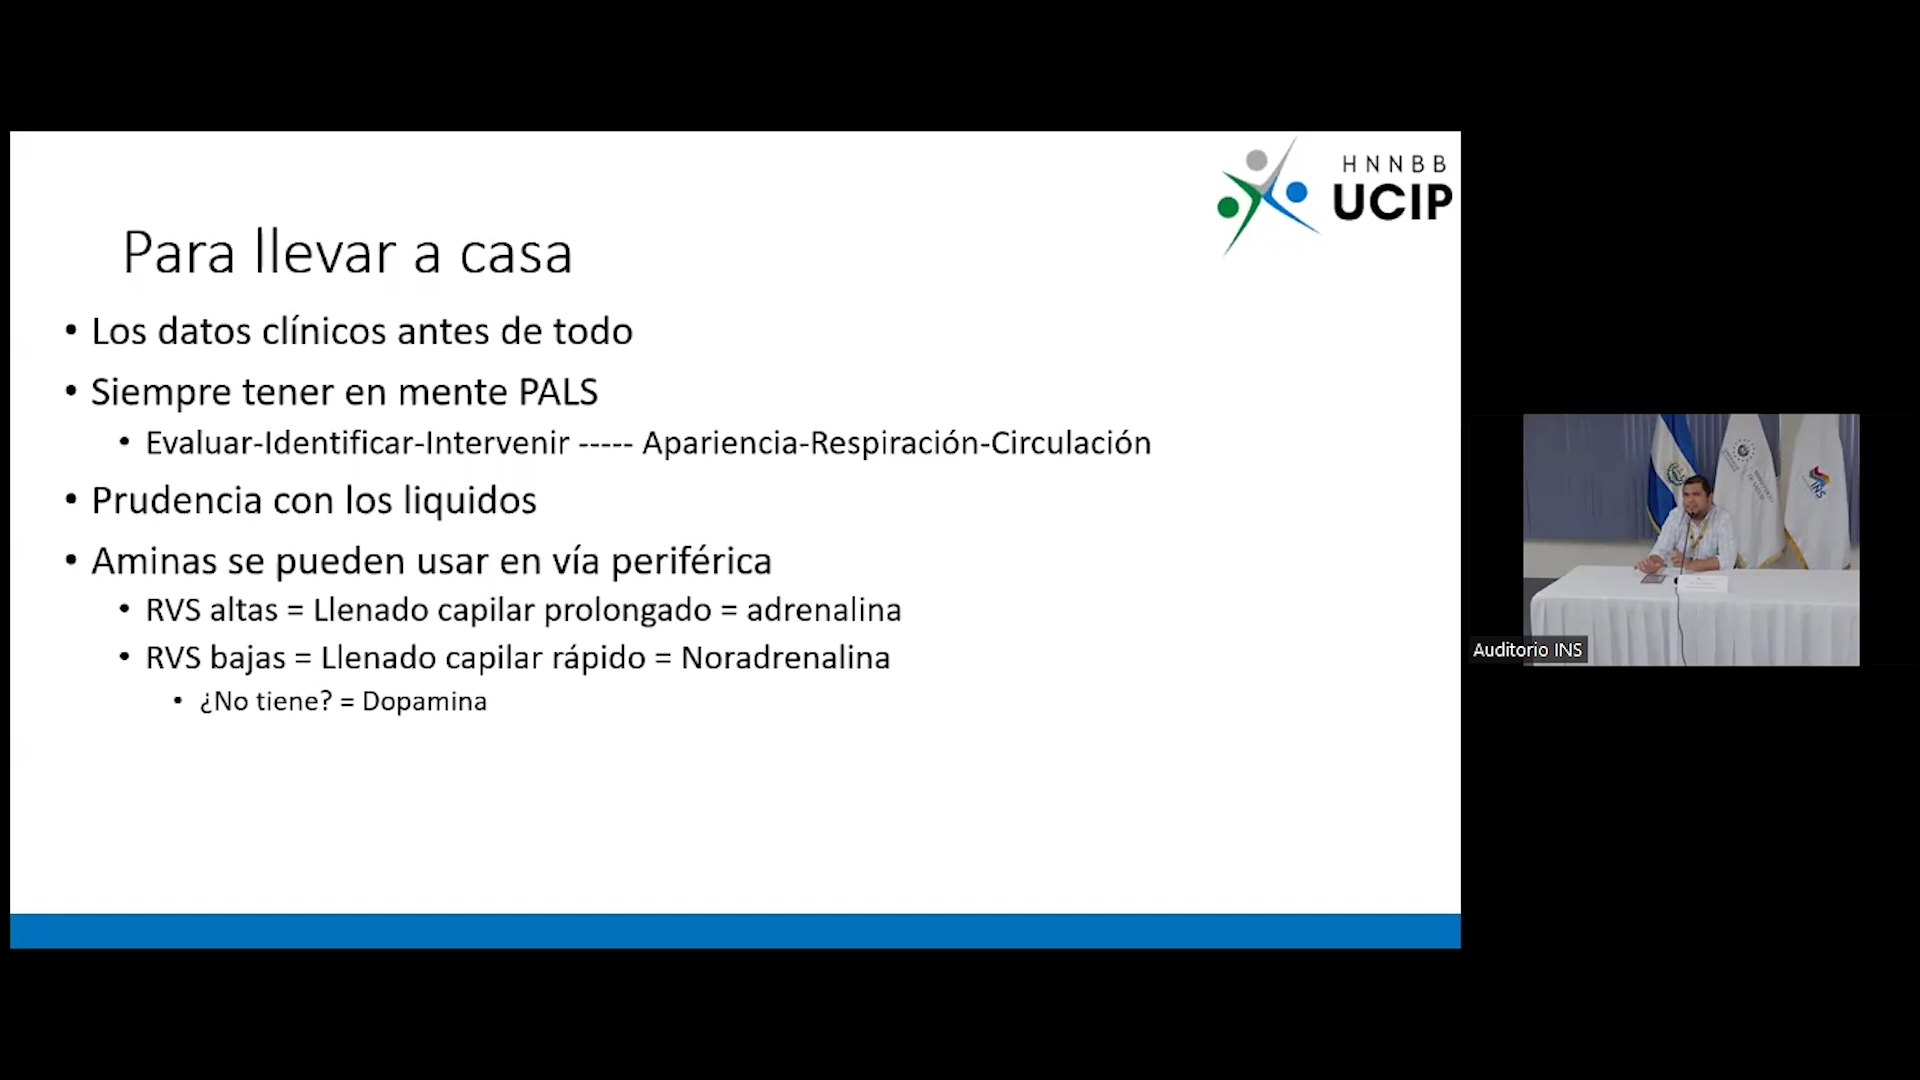 HNNBB
UCIP
Para llevar a casa
• Los datos clínicos antes de todo
• Siempre tener en mente PALS
• Evaluar-Identificar-Intervenir ----- Apariencia-Respiración-Circulación
• Prudencia con los liquidos
• Aminas se pueden usar en vía periférica
• RVS altas = Llenado capilar prolongado = adrenalina
• RVS bajas = Llenado capilar rápido = Noradrenalina
• ¿No tiene? = Dopamina
INS
Auditorio INS